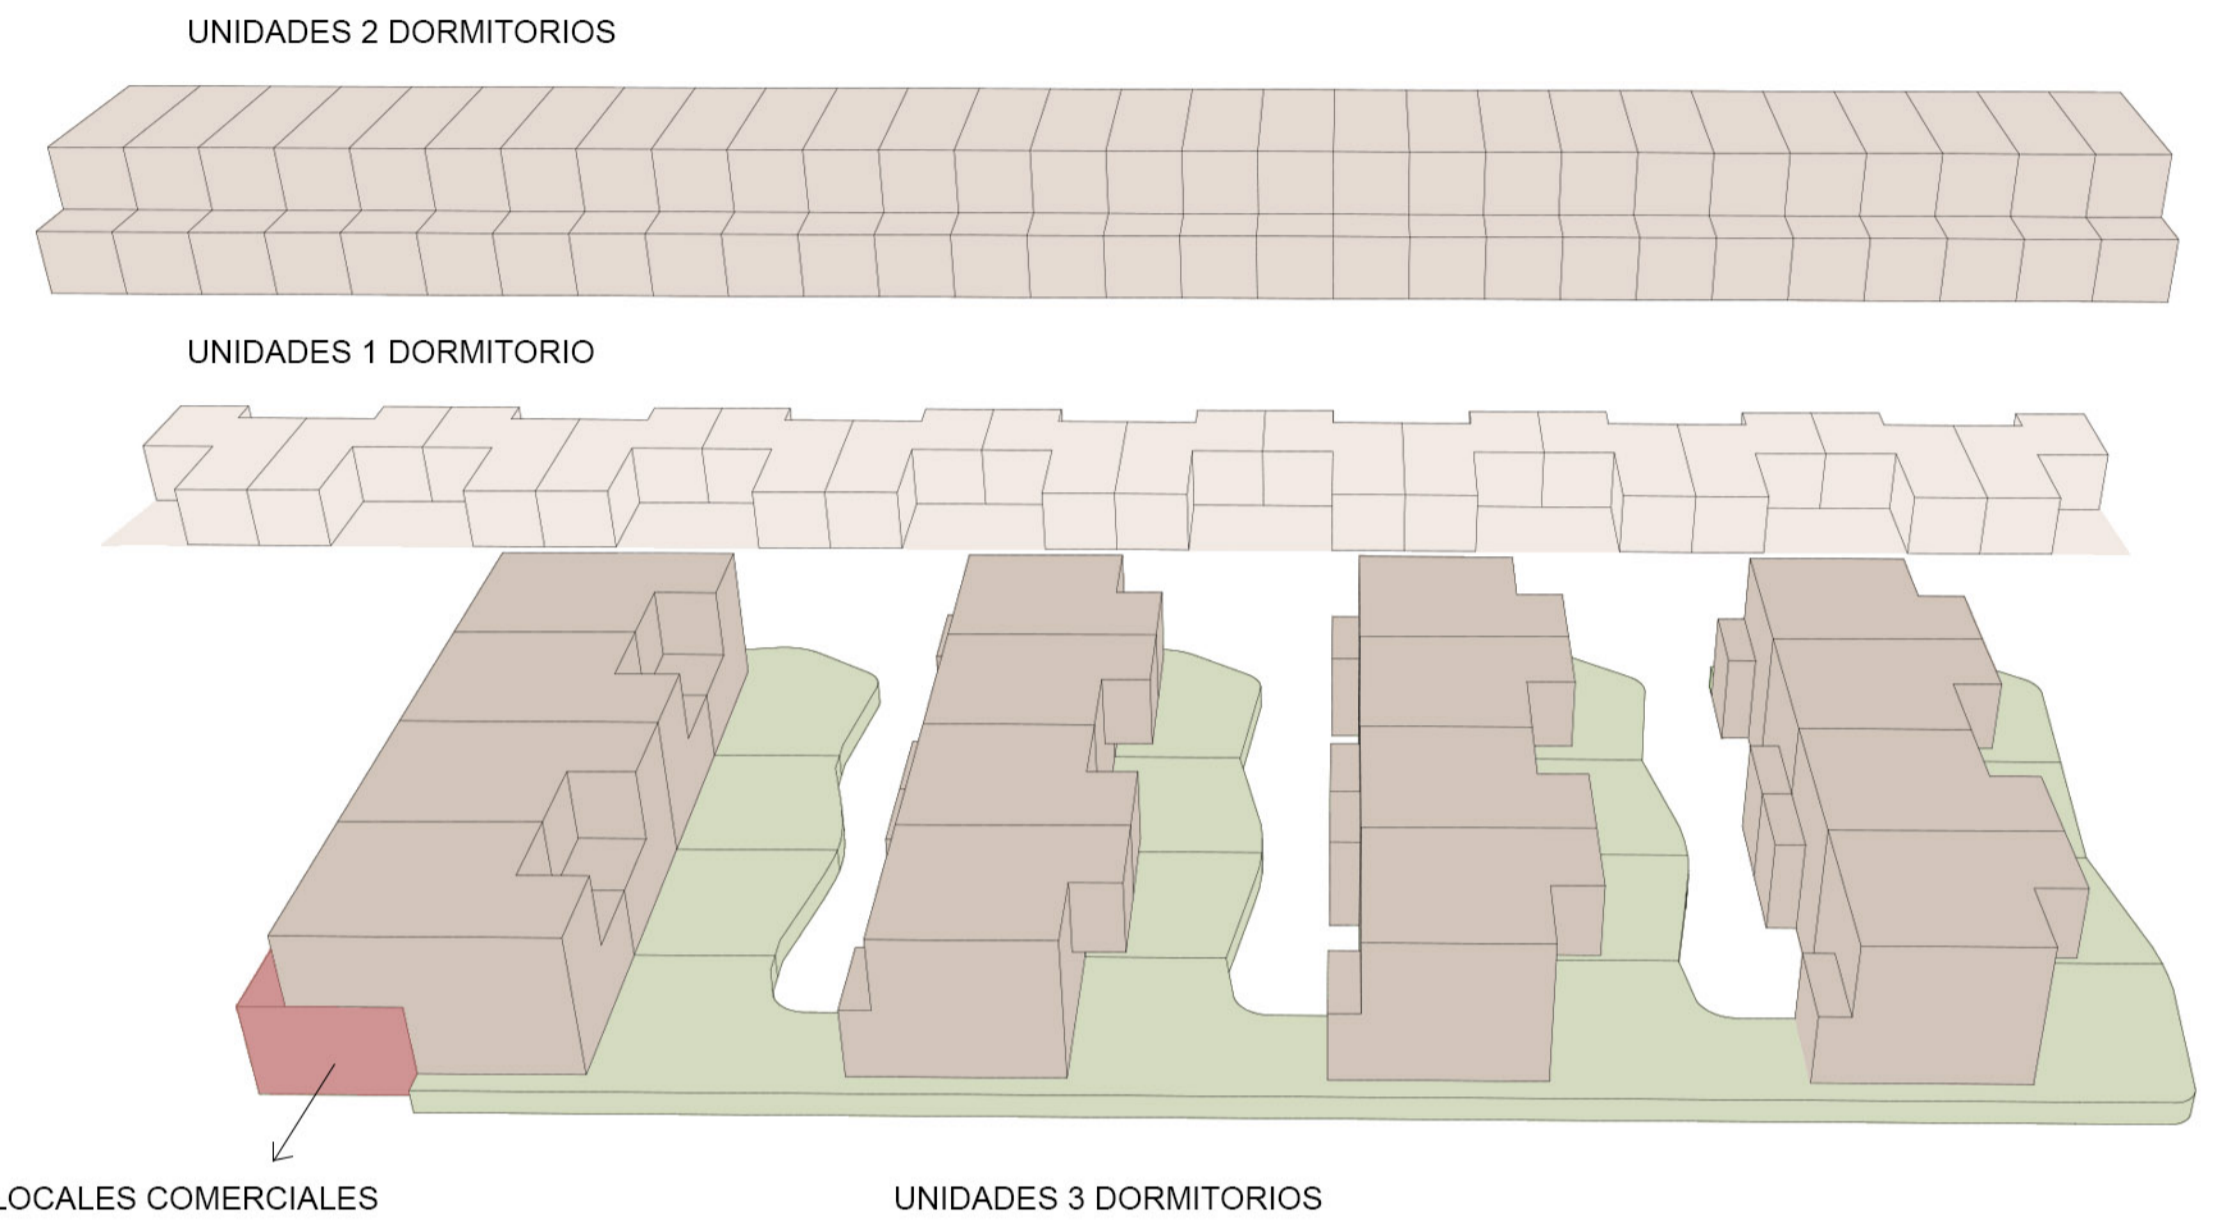 UNIDADES 2 DORMITORIOS
UNIDADES 1 DORMITORIO
LOCALES COMERCIALES
UNIDADES 3 DORMITORIOS